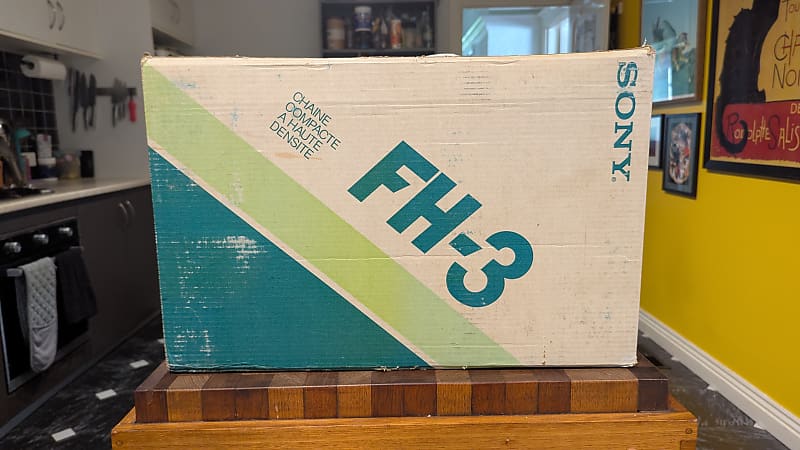 CHAINE
COMPACTE
A HAUTE
DENSITE
FH-3
SONY